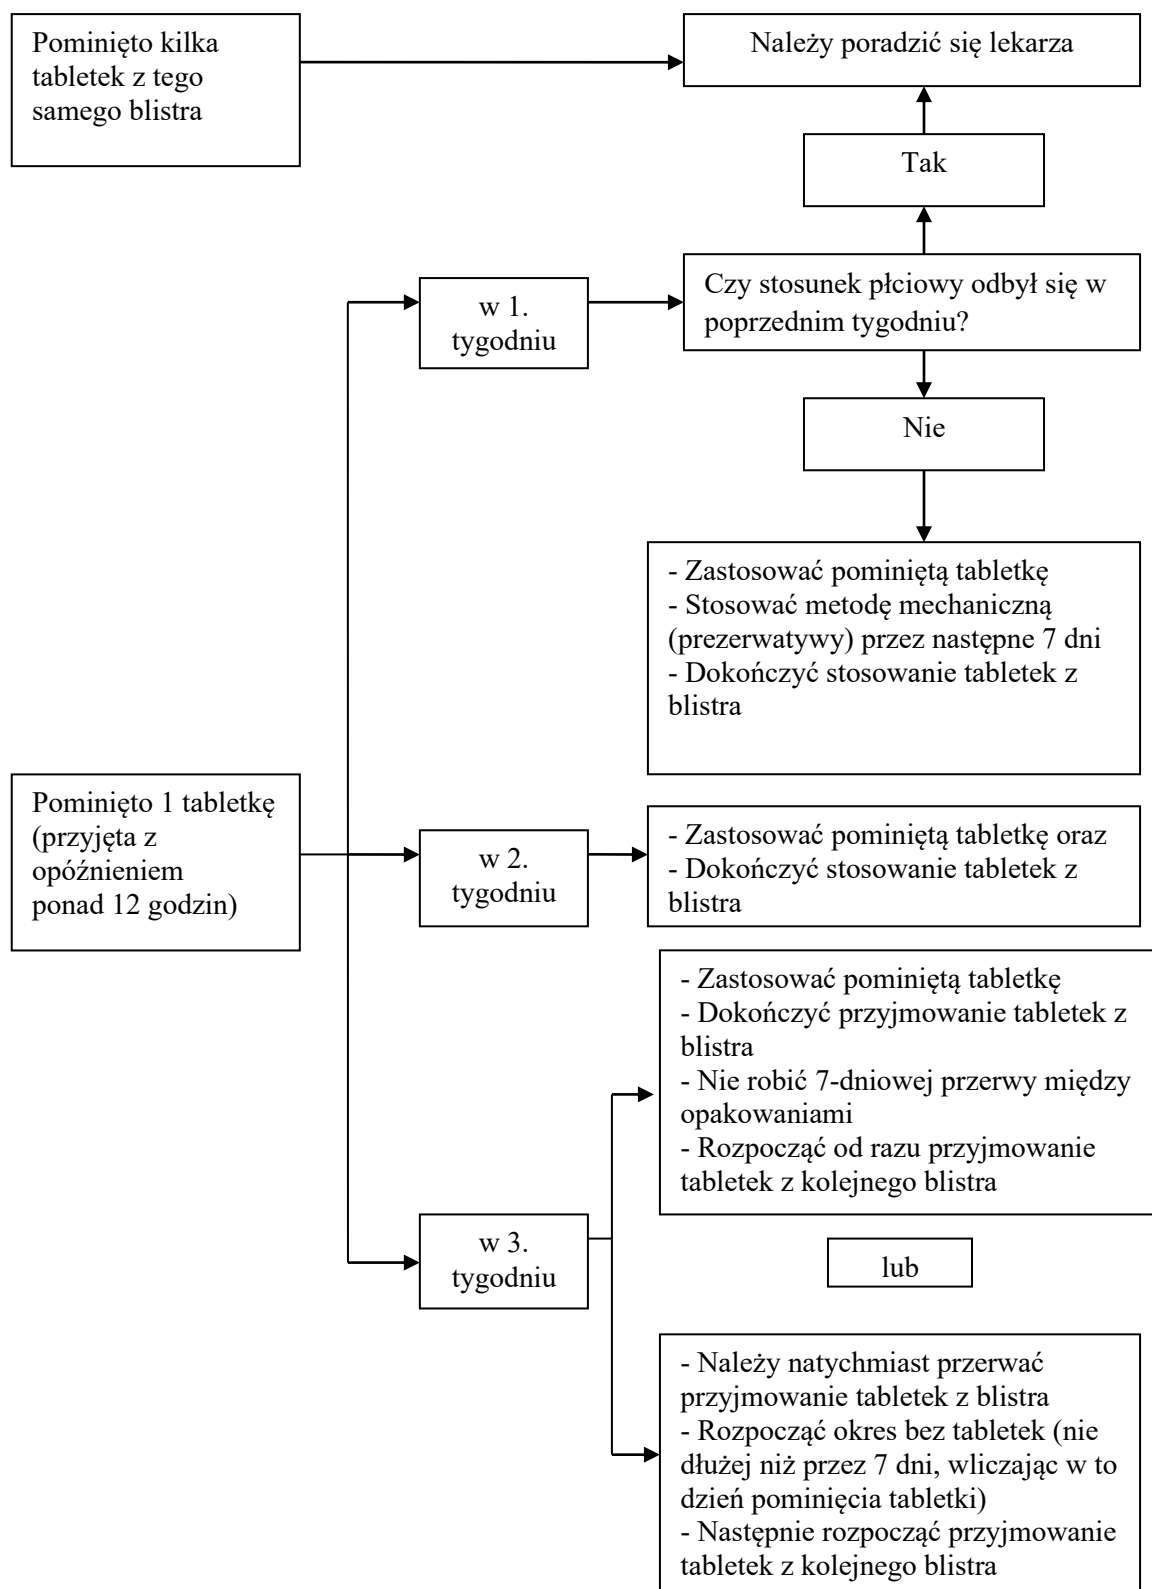 Pominięto kilka
tabletek z tego
samego blistra
Należy poradzić się lekarza
Tak
w 1.
tygodniu
Czy stosunek płciowy odbył się w
poprzednim tygodniu?
Nie
- Zastosować pominiętą tabletkę
- Stosować metodę mechaniczną
(prezerwatywy) przez następne 7 dni
- Dokończyć stosowanie tabletek z
blistra
Pominięto 1 tabletkę
(przyjęta z
opóźnieniem
ponad 12 godzin)
w 2.
tygodniu
- Zastosować pominiętą tabletkę oraz
- Dokończyć stosowanie tabletek z
blistra
- Zastosować pominiętą tabletkę
- Dokończyć przyjmowanie tabletek z
blistra
- Nie robić 7-dniowej przerwy między
opakowaniami
- Rozpocząć od razu przyjmowanie
tabletek z kolejnego blistra
w 3.
tygodniu
lub
- Należy natychmiast przerwać
przyjmowanie tabletek z blistra
- Rozpocząć okres bez tabletek (nie
dłużej niż przez 7 dni, wliczając w to
dzień pominięcia tabletki)
- Następnie rozpocząć przyjmowanie
tabletek z kolejnego blistra